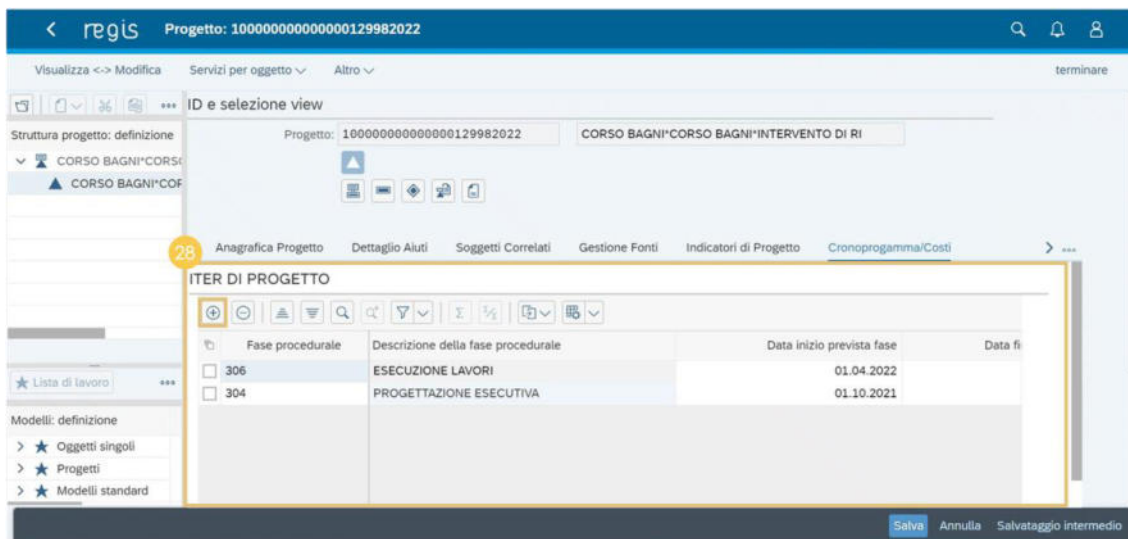 regis Progetto: 100000000000000129982022
Visualizza <-> Modifica Servizi per oggetto Altro terminare
ID e selezione view
Struttura progetto: definizione
Progetto: 100000000000000129982022 CORSO BAGNI*CORSO BAGNI*INTERVENTO DI RI
CORSO BAGNI*CORS
CORSO BAGNI*COR
28 Anagrafica Progetto Dettaglio Aiuti Soggetti Correlati Gestione Fonti Indicatori di Progetto Cronoprogamma/Costi
ITER DI PROGETTO
Fase procedurale Descrizione della fase procedurale Data inizio prevista fase Data fi
306 ESECUZIONE LAVORI 01.04.2022
304 PROGETTAZIONE ESECUTIVA 01.10.2021
Lista di lavoro
Modelli: definizione
Oggetti singoli
Progetti
Modelli standard
Salva Annulla Salvataggio intermedio